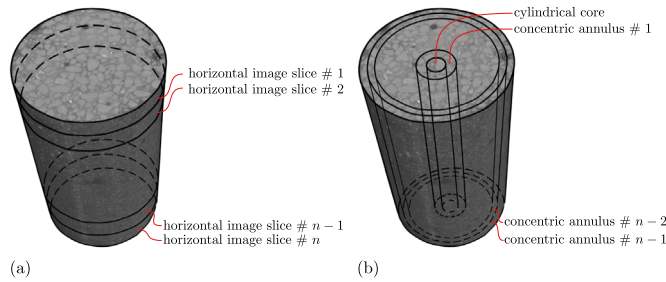 horizontal image slice # 1
horizontal image slice # 2
horizontal image slice # n − 1
horizontal image slice # n
(a)
cylindrical core
concentric annulus # 1
concentric annulus # n − 2
concentric annulus # n − 1
(b)